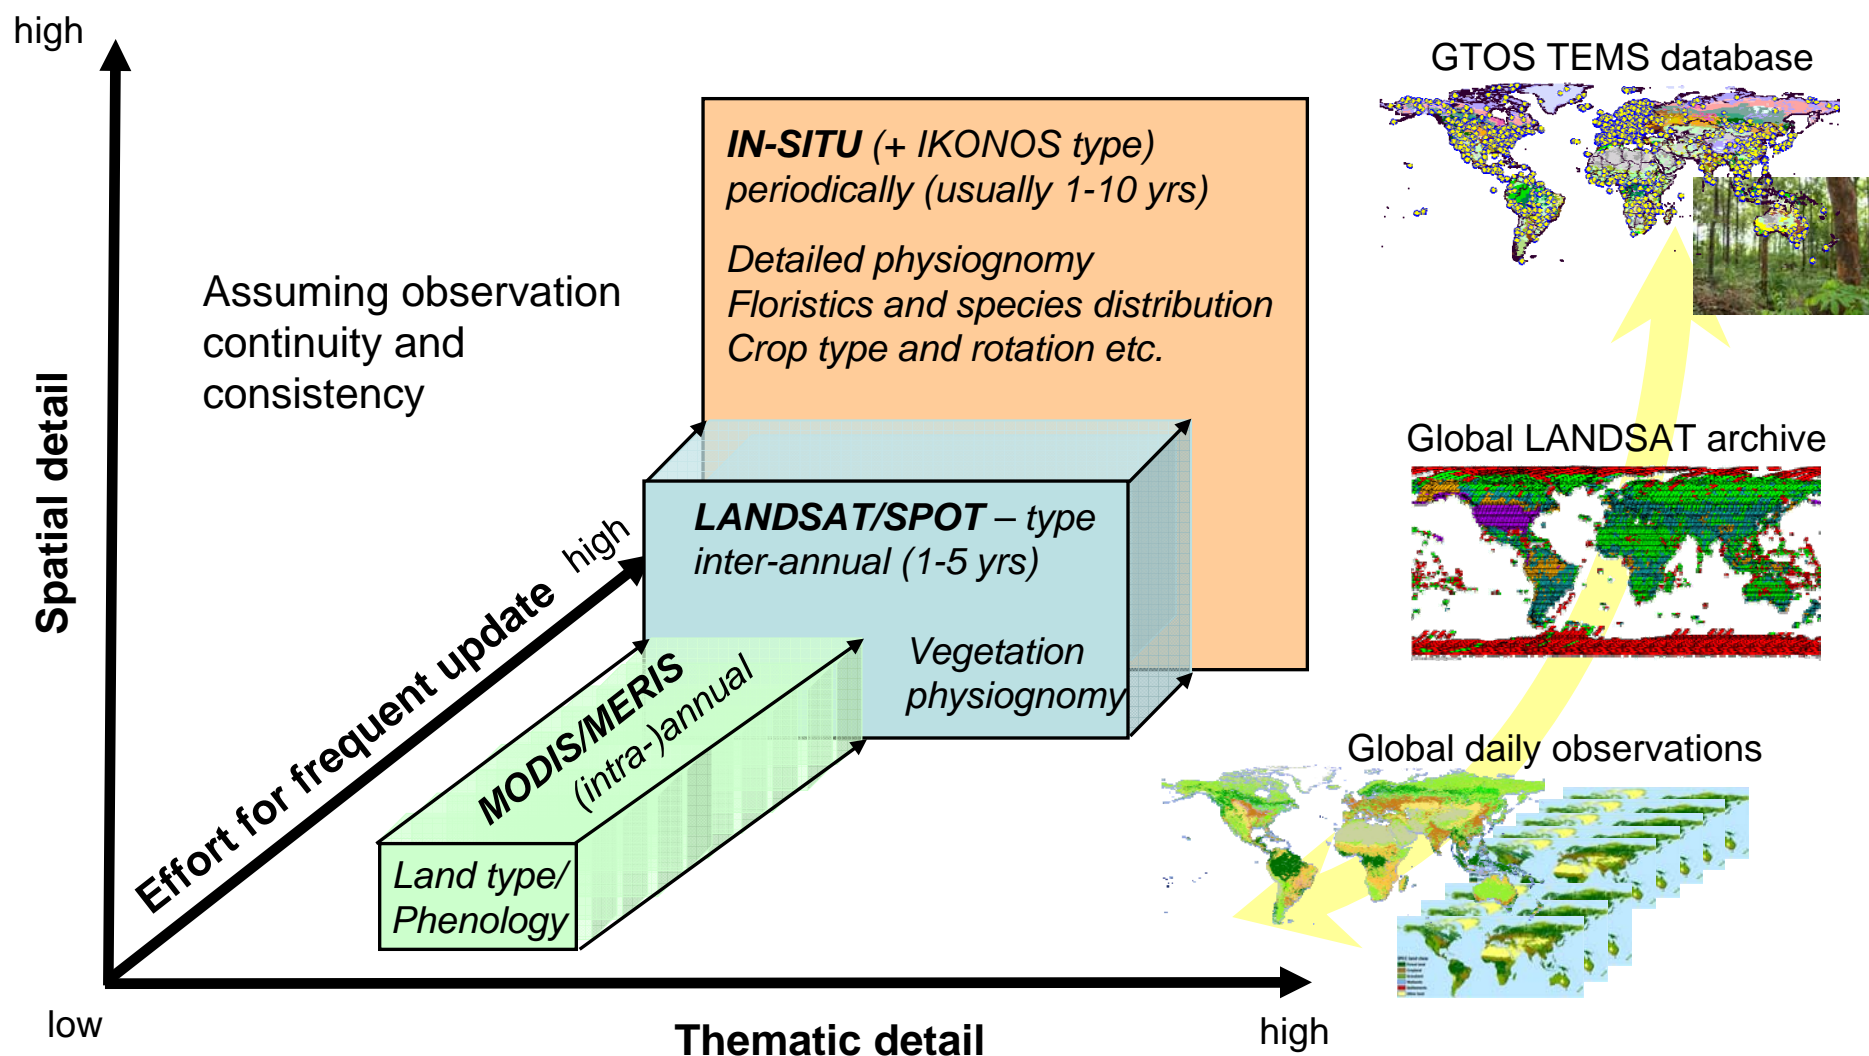 high
GTOS TEMS database
IN-SITU (+ IKONOS type)
periodically (usually 1-10 yrs)
Detailed physiognomy
Floristics and species distribution
Crop type and rotation etc.
Assuming observation
continuity and
consistency
Spatial detail
Global LANDSAT archive
LANDSAT/SPOT – type
inter-annual (1-5 yrs)
high
Effort for frequent update
Vegetation
physiognomy
MODIS/MERIS
(intra-)annual
Global daily observations
Land type/
Phenology
low
Thematic detail
high